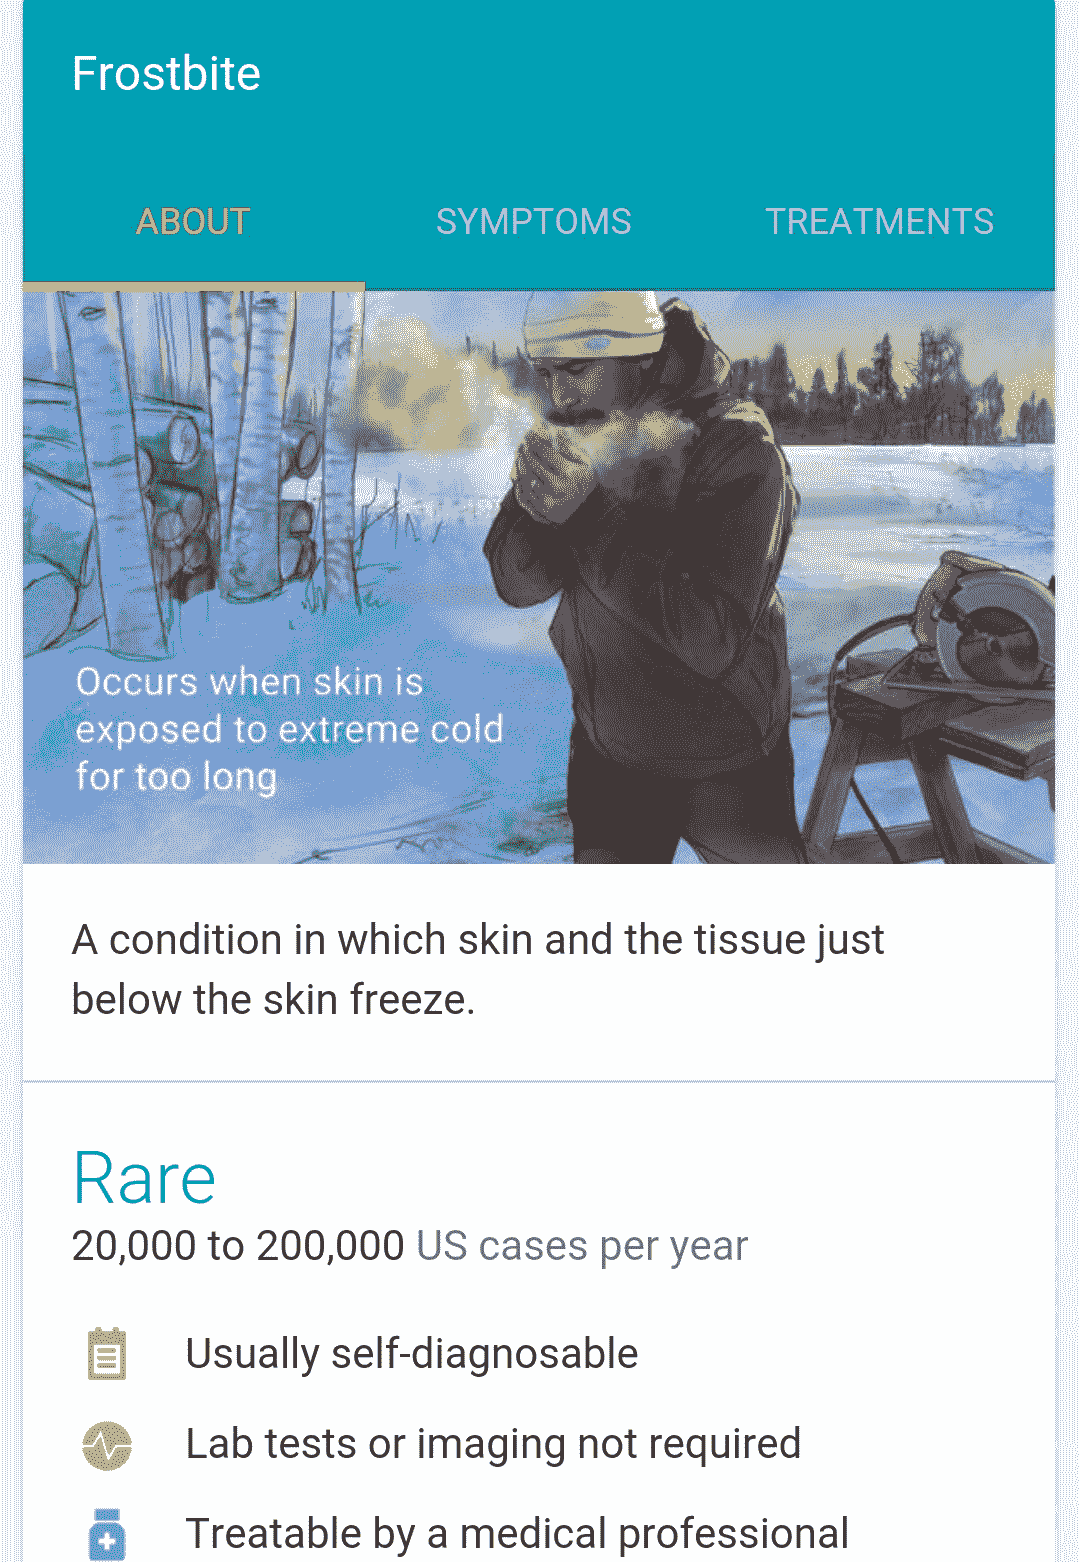 Frostbite
ABOUT
SYMPTOMS
TREATMENTS
Occurs when skin is
exposed to extreme cold
for too long
A condition in which skin and the tissue just
below the skin freeze.
Rare
20,000 to 200,000 US cases per year
Usually self-diagnosable
Lab tests or imaging not required
Treatable by a medical professional